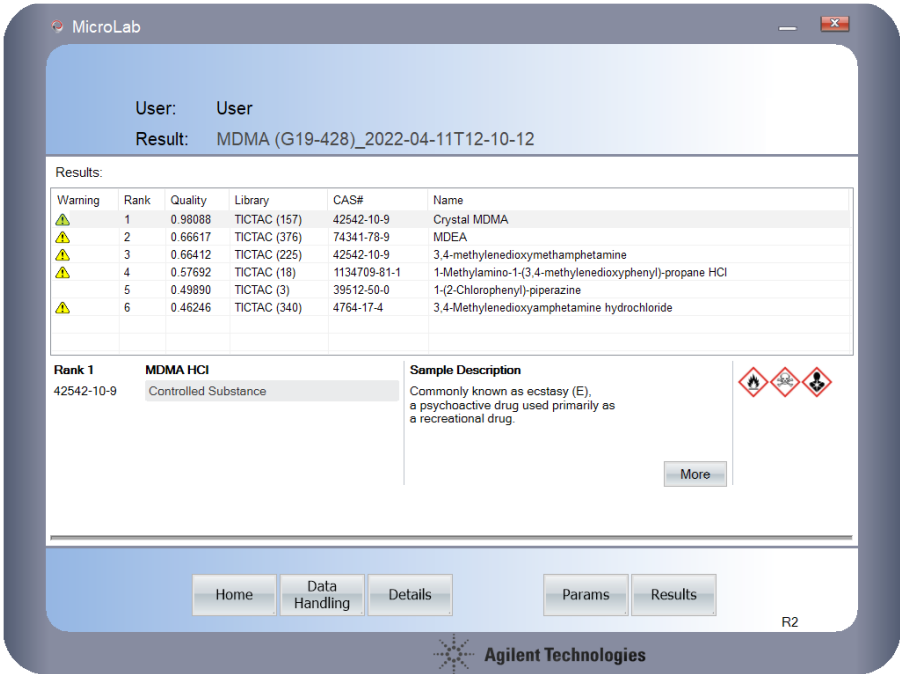 MicroLab
User: User
Result: MDMA (G19-428)_2022-04-11T12-10-12
Results:
Warning Rank Quality Library CAS# Name
1 0.98088 TICTAC (157) 42542-10-9 Crystal MDMA
2 0.66617 TICTAC (376) 74341-78-9 MDEA
3 0.66412 TICTAC (225) 42542-10-9 3,4-methylenedioxymethamphetamine
4 0.57692 TICTAC (18) 1134709-81-1 1-Methylamino-1-(3,4-methylenedioxyphenyl)-propane HCl
5 0.49890 TICTAC (3) 39512-50-0 1-(2-Chlorophenyl)-piperazine
6 0.46246 TICTAC (340) 4764-17-4 3,4-Methylenedioxyamphetamine hydrochloride
Rank 1 MDMA HCl Sample Description
42542-10-9 Controlled Substance Commonly known as ecstasy (E),
a psychoactive drug used primarily as
a recreational drug.
More
Home Data Handling Details Params Results
R2
Agilent Technologies